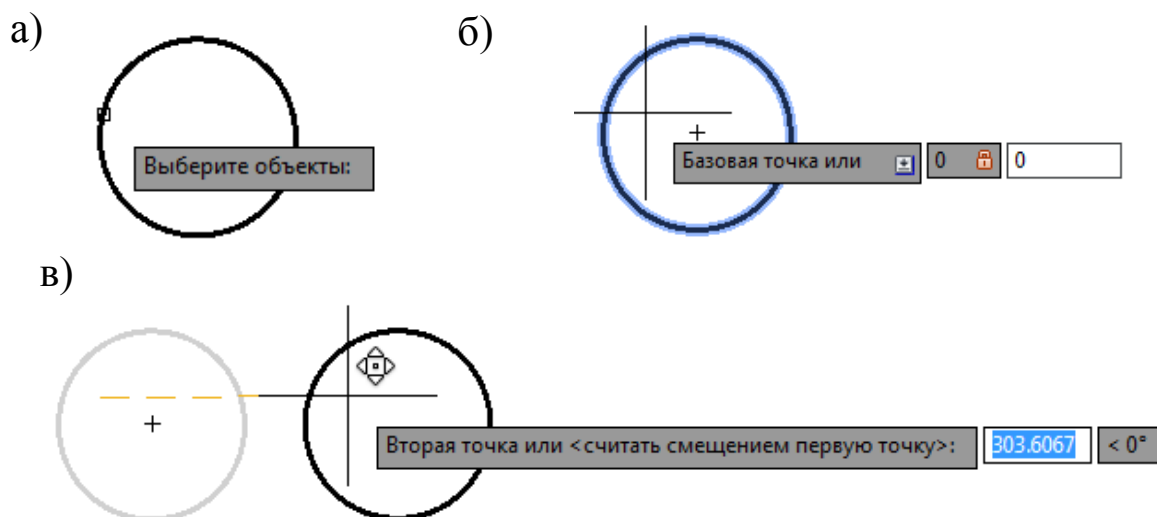 а)
Выберите объекты:
б)
Базовая точка или 0 0
в)
Вторая точка или <считать смещением первую точку>: 303.6067 < 0°